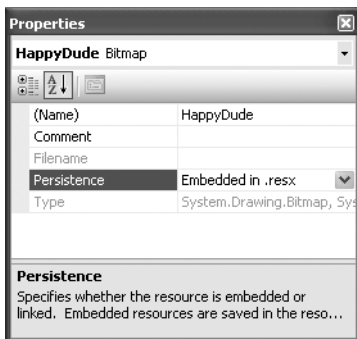 Properties
HappyDude Bitmap
A
Z
(Name) HappyDude
Comment
Filename
Persistence Embedded in .resx
Type System.Drawing.Bitmap, Sys
Persistence
Specifies whether the resource is embedded or
linked. Embedded resources are saved in the reso...